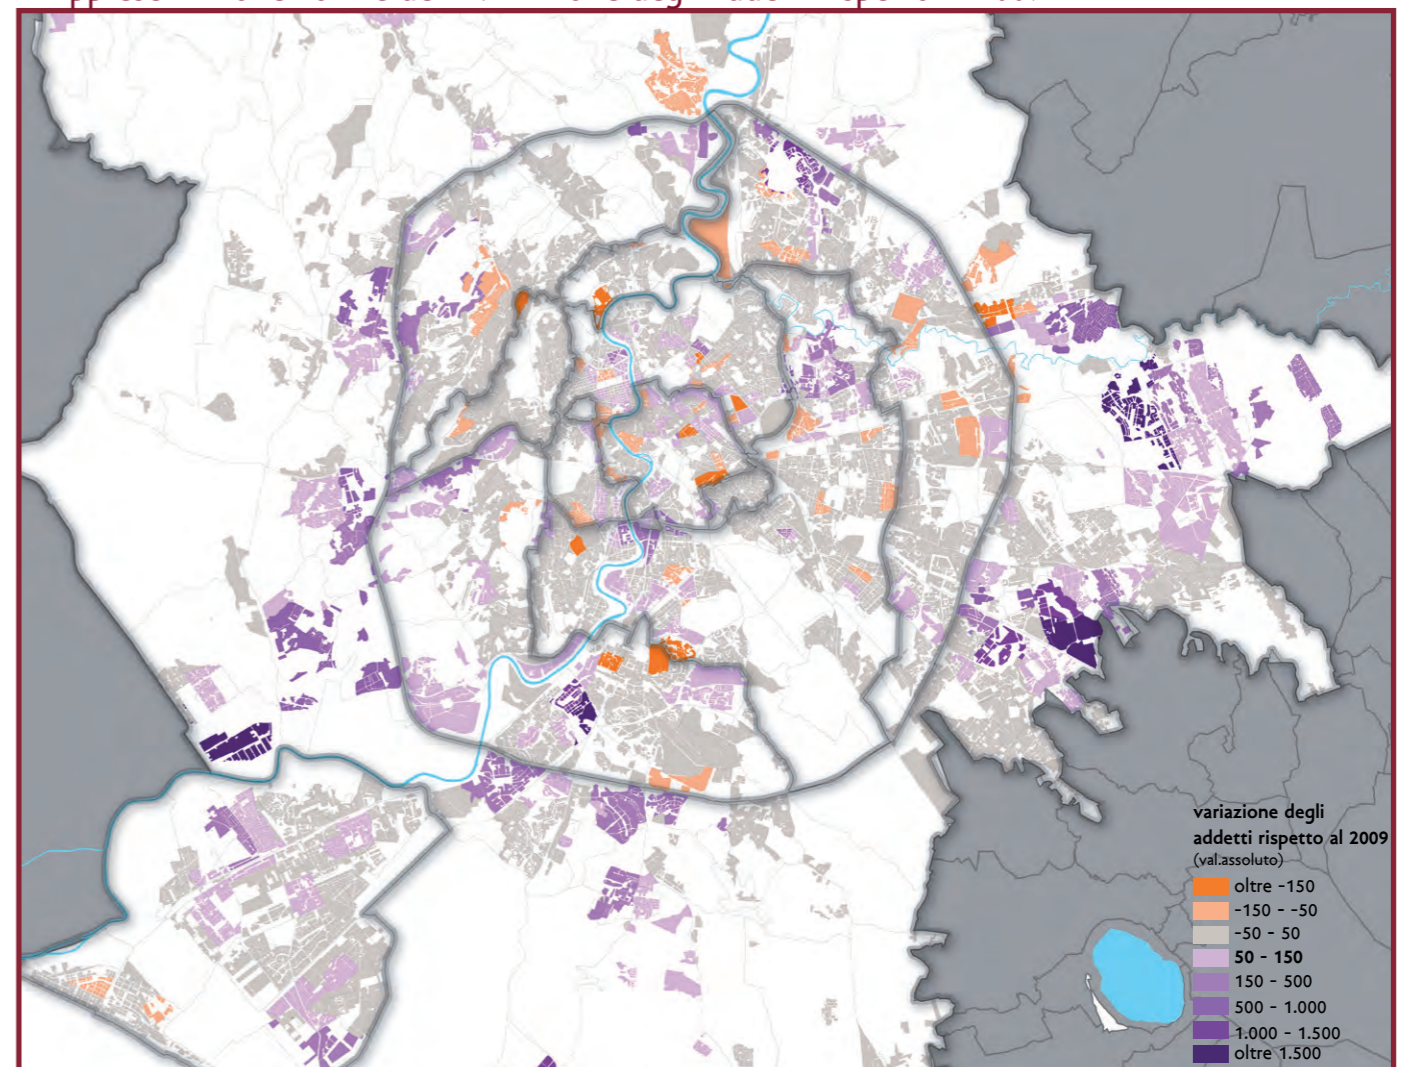 variazione degli
addetti rispetto al 2009
(val.assoluto)
oltre -150
-150 - -50
-50 - 50
50 - 150
150 - 500
500 - 1.000
1.000 - 1.500
oltre 1.500